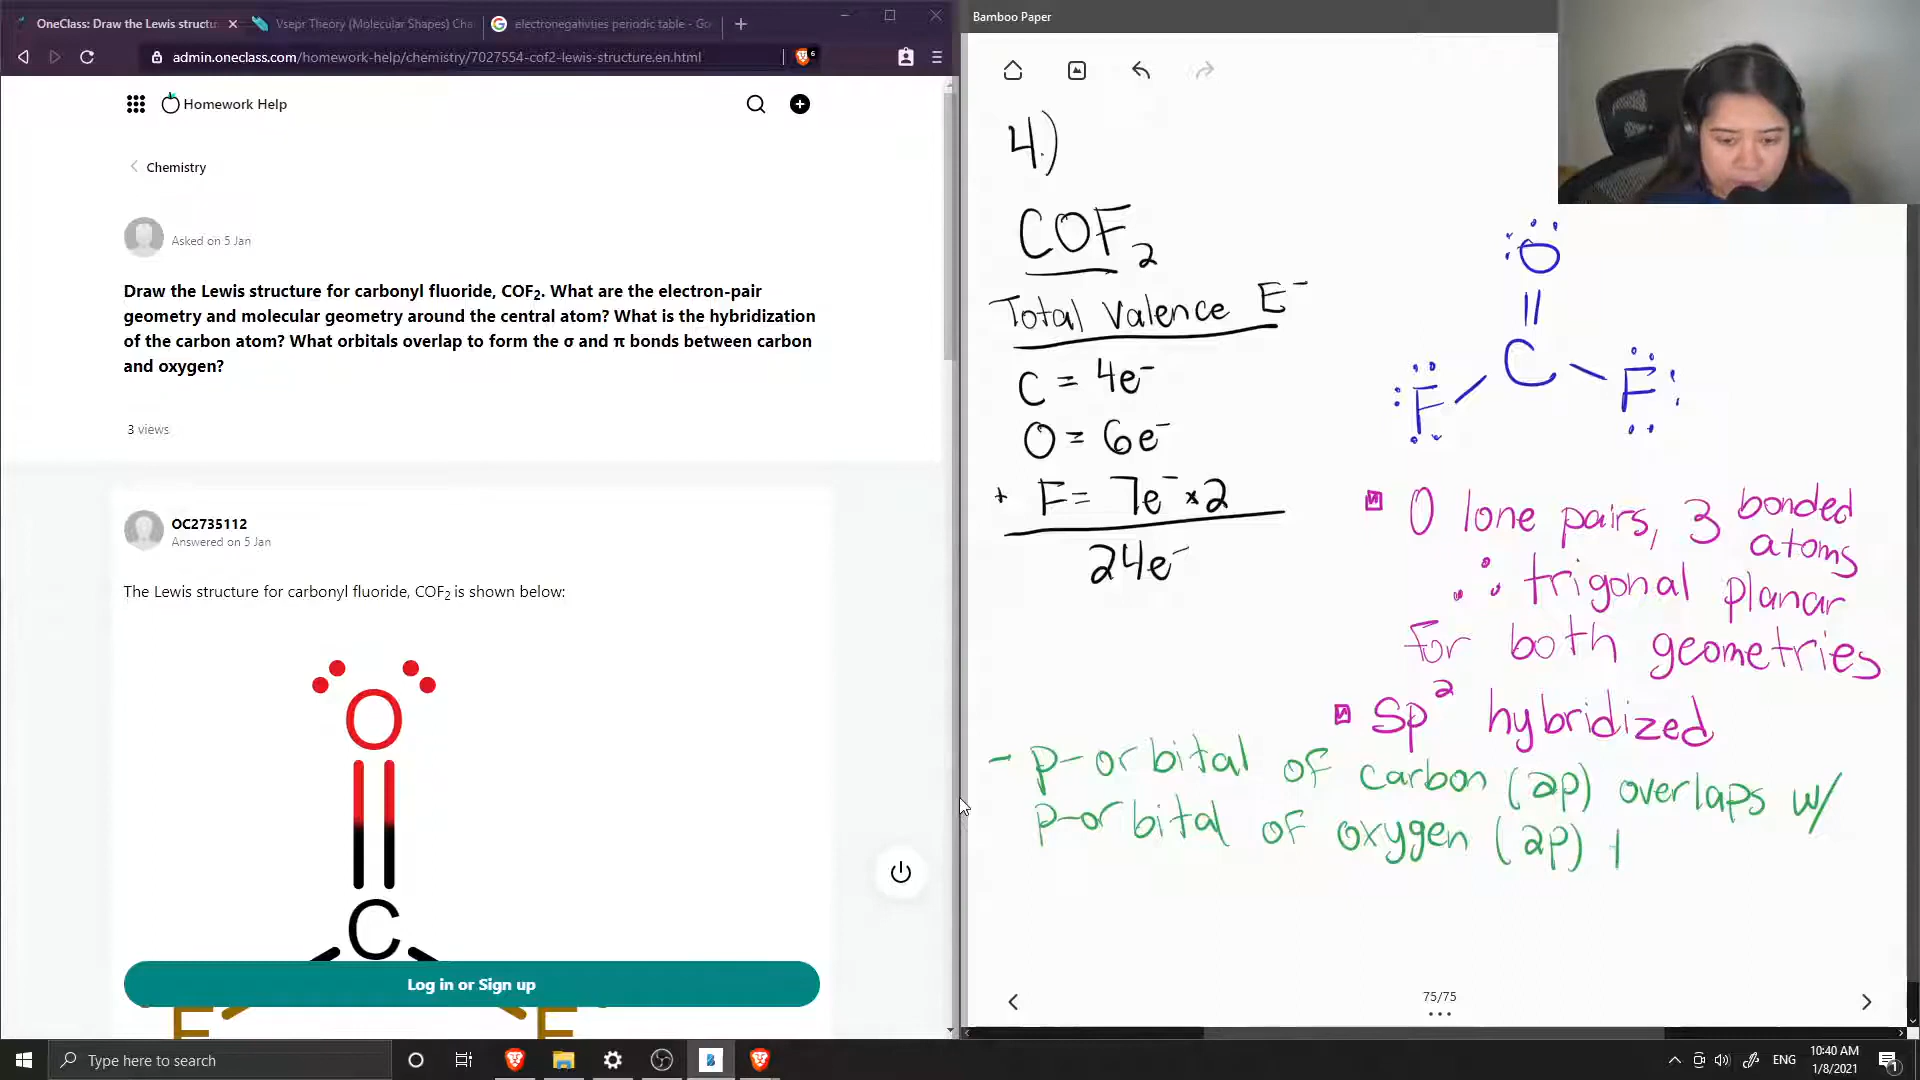 OneClass: Draw the Lewis structu
Vsepr Theory (Molecular Shapes) Cha
electronegativties periodic table - Go
admin.oneclass.com/homework-help/chemistry/7027554-cof2-lewis-structure.en.html
6
Homework Help
Chemistry
Asked on 5 Jan
Draw the Lewis structure for carbonyl fluoride, COF₂. What are the electron-pair
geometry and molecular geometry around the central atom? What is the hybridization
of the carbon atom? What orbitals overlap to form the σ and π bonds between carbon
and oxygen?
3 views
OC2735112
Answered on 5 Jan
The Lewis structure for carbonyl fluoride, COF₂ is shown below:
O
C
F F
Log in or Sign up
Bamboo Paper
4.)
COF₂
Total Valence E⁻
C = 4e⁻
O = 6e⁻
+ F = 7e⁻ × 2
24e⁻
O
C
F F
0 lone pairs, 3 bonded
atoms
∴ trigonal planar
for both geometries
Sp² hybridized
- p-orbital of carbon (2p) overlaps w/
p-orbital of oxygen (2p)
75/75
Type here to search
ENG
10:40 AM
1/8/2021
1